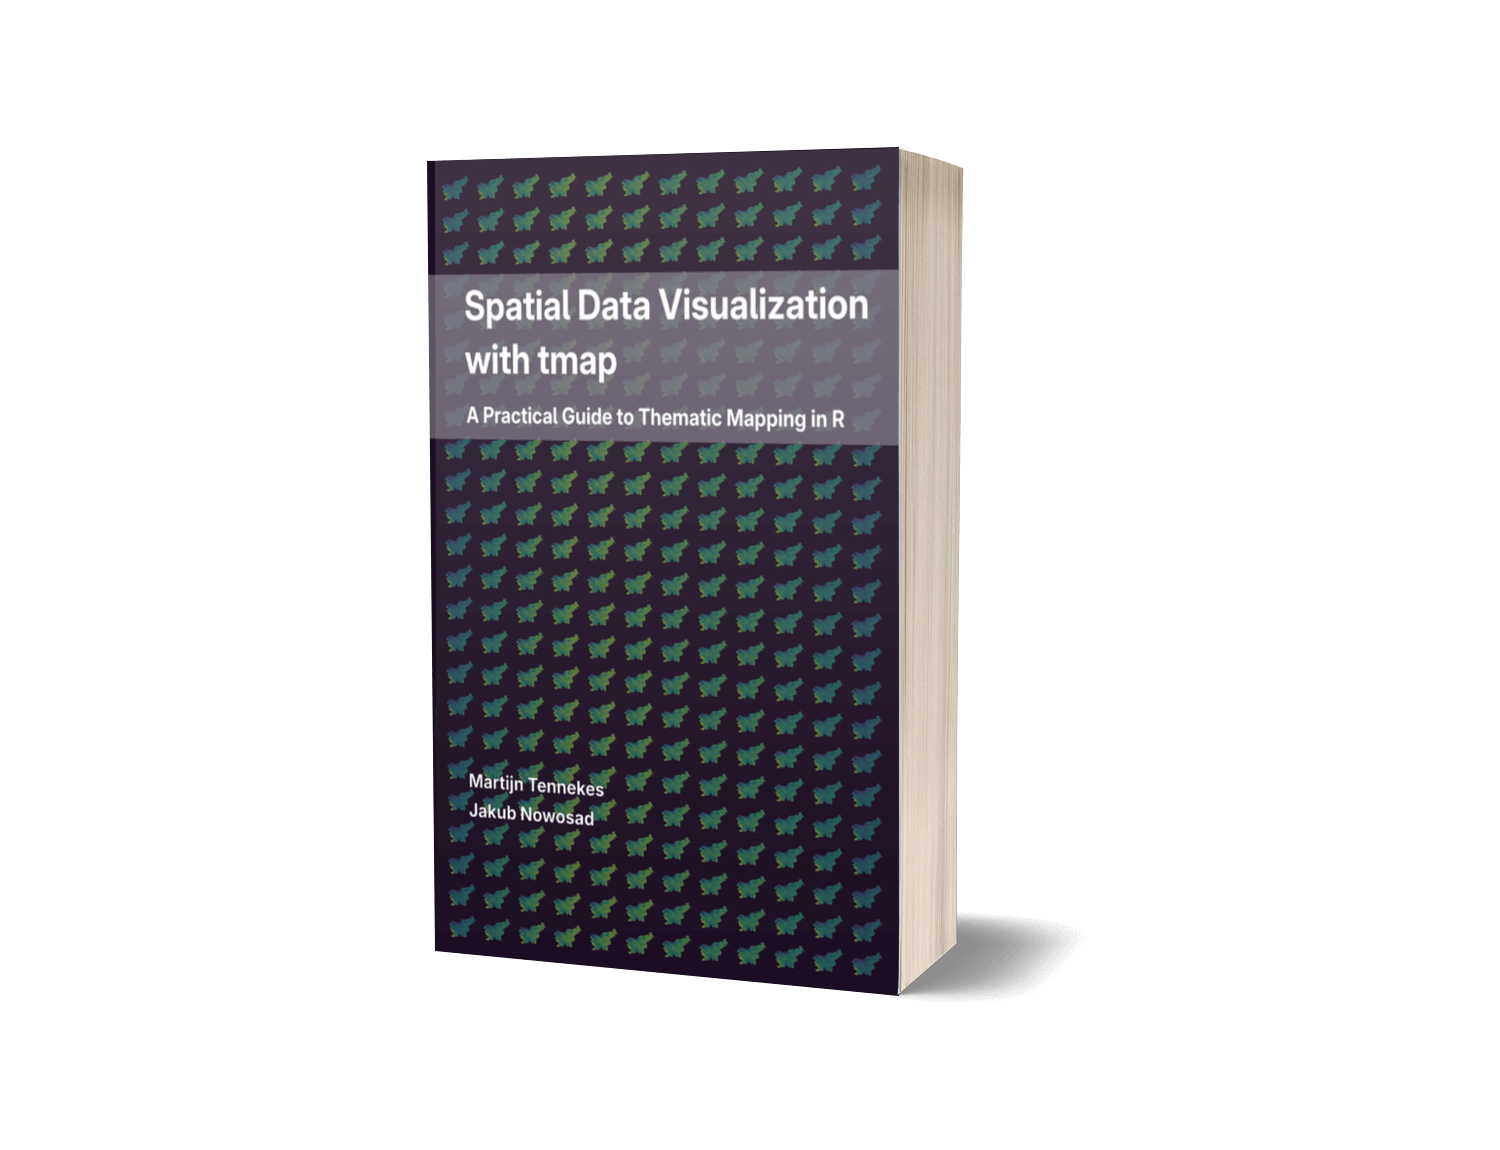 Spatial Data Visualization
with tmap
A Practical Guide to Thematic Mapping in R
Martijn Tennekes
Jakub Nowosad